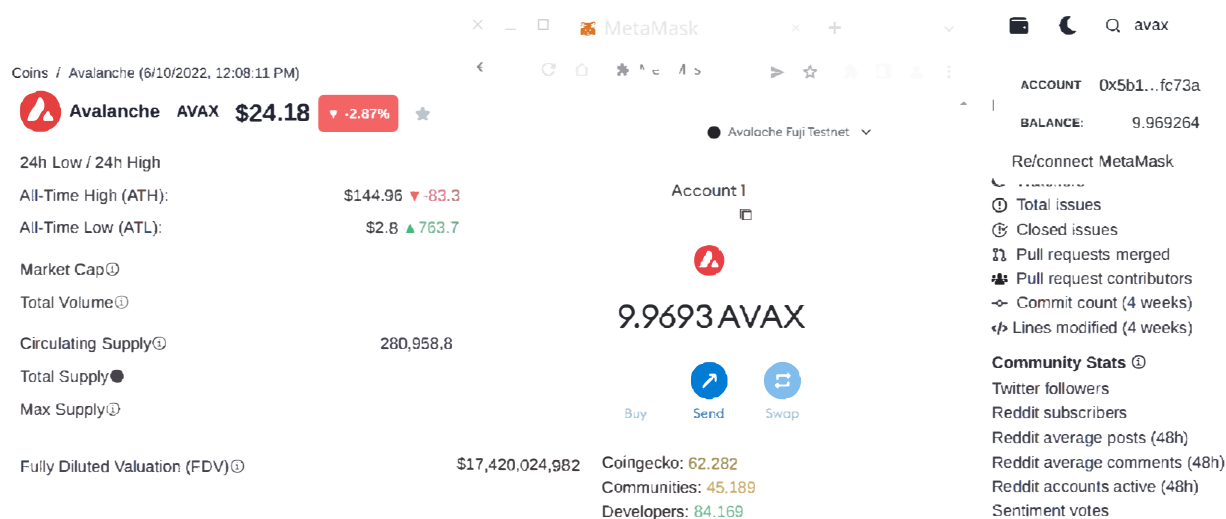 MetaMask
avax
Coins / Avalanche (6/10/2022, 12:08:11 PM)
Avalanche AVAX $24.18 ▼ -2.87%
24h Low / 24h High
All-Time High (ATH): $144.96 ▼ -83.3
All-Time Low (ATL): $2.8 ▲ 763.7
Market Cap
Total Volume
Circulating Supply 280,958,8
Total Supply
Max Supply
Fully Diluted Valuation (FDV) $17,420,024,982
Avalache Fuji Testnet
Account 1
9.9693 AVAX
Buy Send Swap
Coingecko: 62.282
Communities: 45.189
Developers: 84.169
ACCOUNT 0x5b1...fc73a
BALANCE: 9.969264
Re/connect MetaMask
Total issues
Closed issues
Pull requests merged
Pull request contributors
Commit count (4 weeks)
Lines modified (4 weeks)
Community Stats
Twitter followers
Reddit subscribers
Reddit average posts (48h)
Reddit average comments (48h)
Reddit accounts active (48h)
Sentiment votes